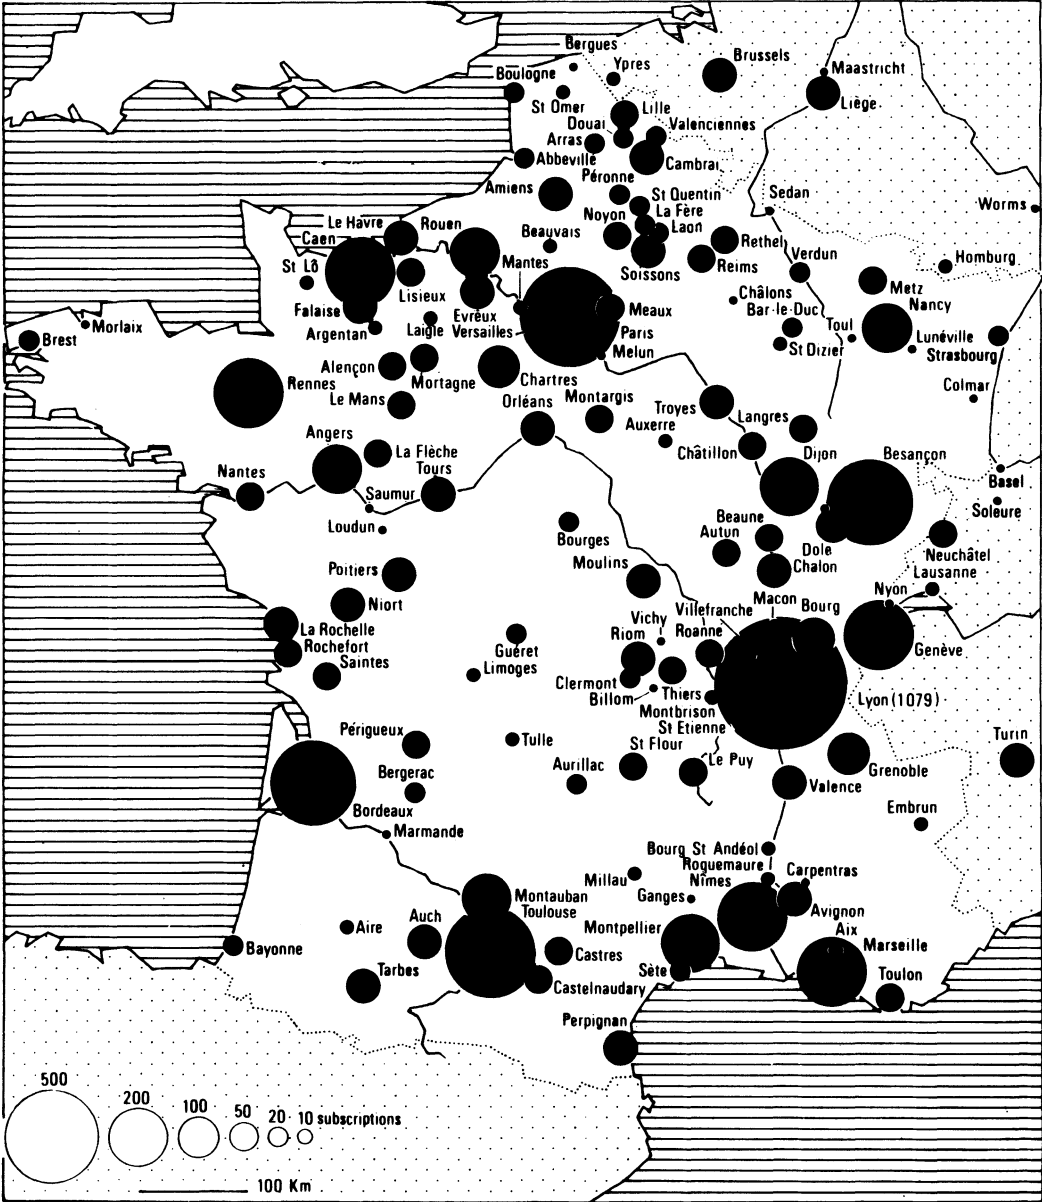 Bergues
Ypres
Brussels
Maastricht
Boulogne
St Omer
Lille
Liège
Douai
Valenciennes
Arras
Abbeville
Cambrai
Péronne
Amiens
St Quentin
Sedan
Worms
Noyon
La Fère
Le Havre
Rouen
Laon
Caen
Beauvais
Rethel
St Lô
Mantes
Soissons
Reims
Verdun
Homburg
Lisieux
Châlons
Metz
Falaise
Evreux
Meaux
Bar-le-Duc
Nancy
Morlaix
Argentan
Laigle
Versailles
Paris
Toul
Lunéville
Brest
Melun
St Dizier
Strasbourg
Alençon
Mortagne
Chartres
Colmar
Rennes
Le Mans
Orléans
Montargis
Troyes
Langres
Auxerre
Angers
La Flèche
Châtillon
Dijon
Besançon
Nantes
Tours
Basel
Saumur
Soleure
Loudun
Beaune
Bourges
Autun
Dole
Neuchâtel
Poitiers
Moulins
Chalon
Lausanne
Nyon
Niort
Macon
Bourg
Villefranche
Vichy
La Rochelle
Riom
Roanne
Rochefort
Guéret
Genève
Saintes
Limoges
Clermont
Billom
Thiers
Lyon (1079)
Montbrison
St Etienne
Périgueux
Tulle
St Flour
Turin
Le Puy
Bergerac
Aurillac
Grenoble
Valence
Bordeaux
Embrun
Marmande
Bourg St Andéol
Roquemaure
Carpentras
Millau
Nîmes
Ganges
Montauban
Avignon
Toulouse
Auch
Aire
Montpellier
Aix
Bayonne
Marseille
Castres
Tarbes
Sète
Toulon
Castelnaudary
Perpignan
500
200
100
50
20
10 subscriptions
100 Km